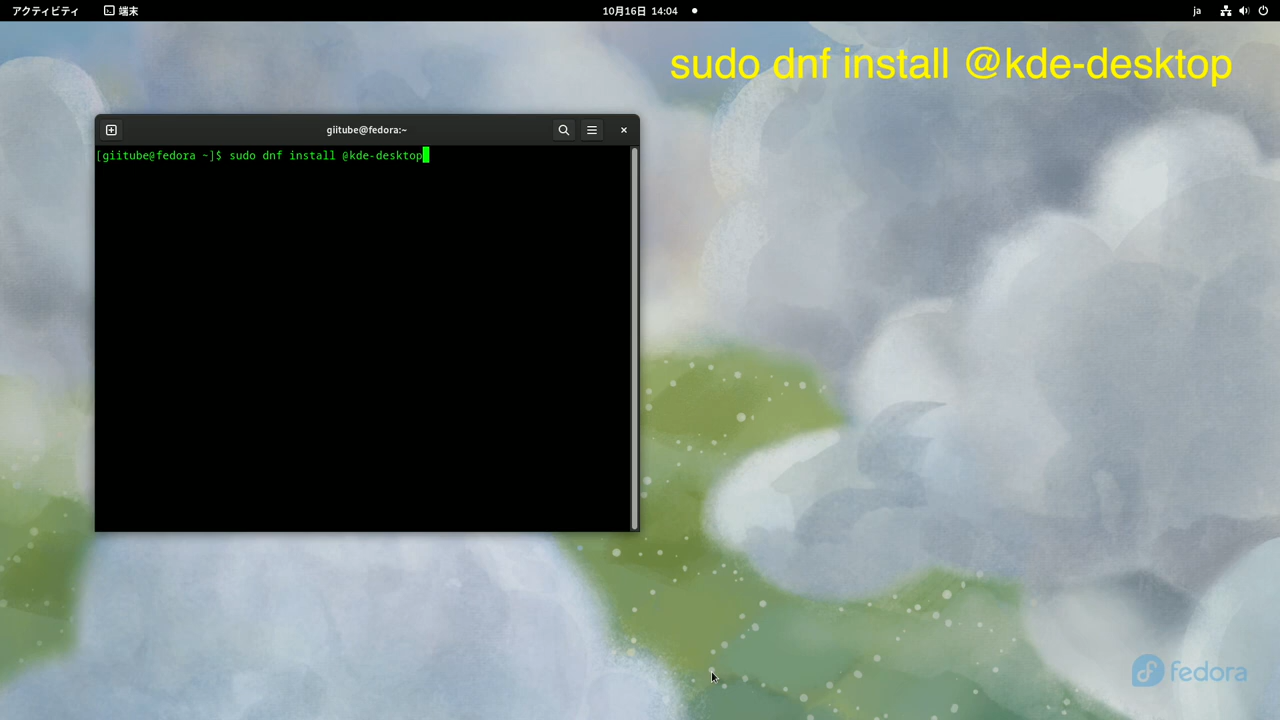 アクティビティ 端末 10月16日 14:04 ja
sudo dnf install @kde-desktop
giitube@fedora:~
[giitube@fedora ~]$ sudo dnf install @kde-desktop
fedora